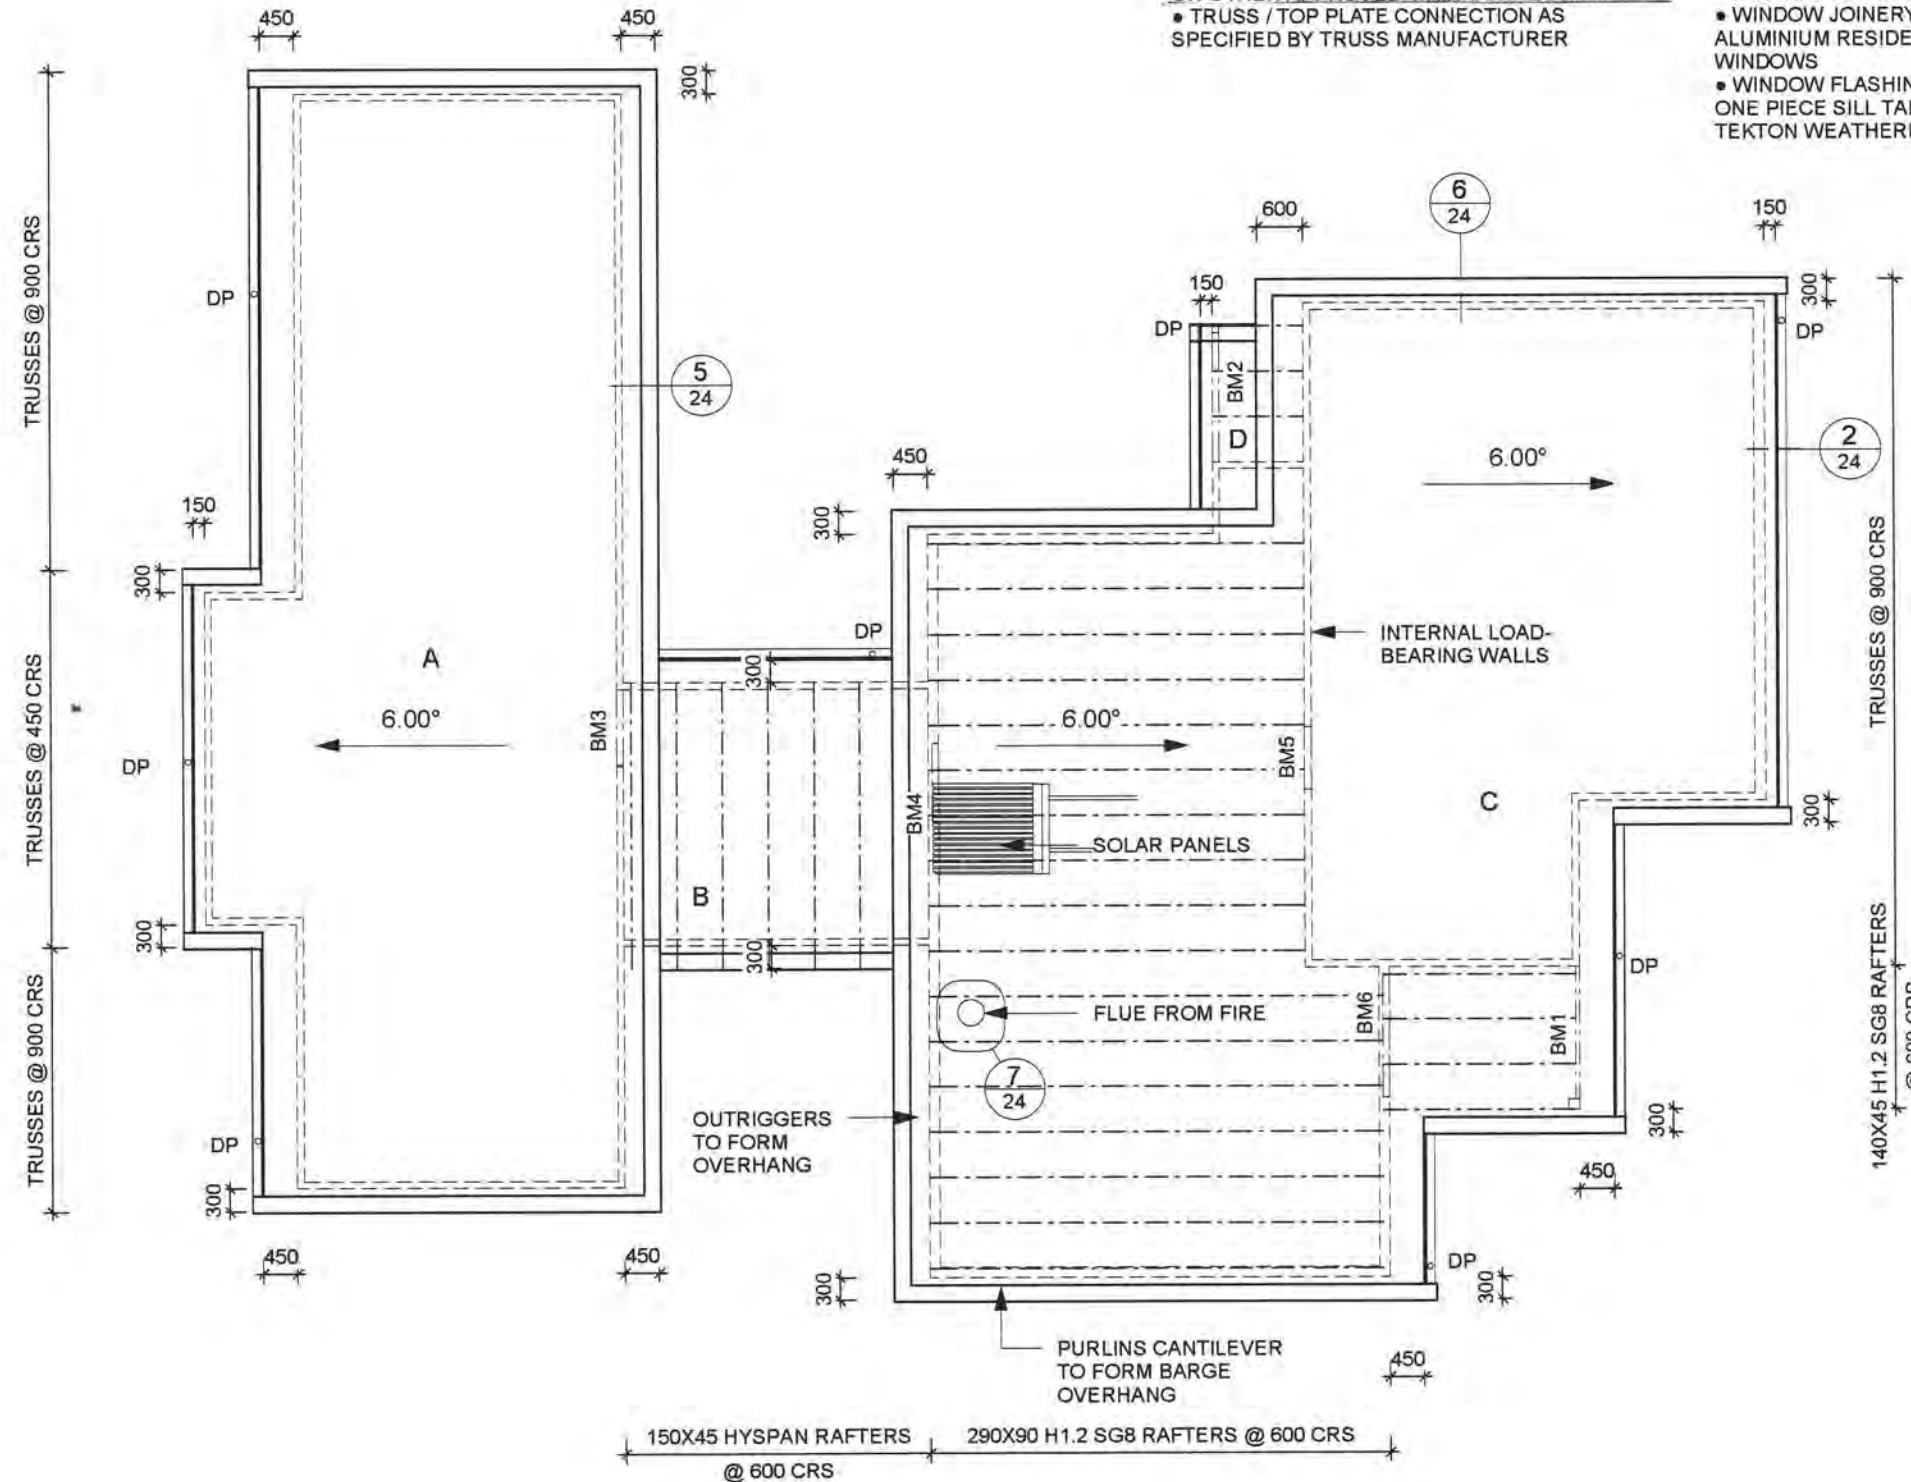 • TRUSS / TOP PLATE CONNECTION AS
SPECIFIED BY TRUSS MANUFACTURER
• WINDOW JOINERY
ALUMINIUM RESIDE
WINDOWS
• WINDOW FLASHIN
ONE PIECE SILL TA
TEKTON WEATHER
450
450
300
TRUSSES @ 900 CRS
DP
5
24
150
300
TRUSSES @ 450 CRS
A
6.00°
DP
BM3
300
TRUSSES @ 900 CRS
DP
300
450
450
600
6
24
150
150
DP
300
DP
BM2
D
450
300
6.00°
2
24
TRUSSES @ 900 CRS
INTERNAL LOAD-
BEARING WALLS
DP
300
6.00°
BM5
BM4
C
300
SOLAR PANELS
B
300
DP
FLUE FROM FIRE
BM6
BM1
7
24
140X45 H1.2 SG8 RAFTERS
OUTRIGGERS
TO FORM
OVERHANG
300
450
DP
300
300
PURLINS CANTILEVER
TO FORM BARGE
OVERHANG
450
150X45 HYSPAN RAFTERS
@ 600 CRS
290X90 H1.2 SG8 RAFTERS @ 600 CRS